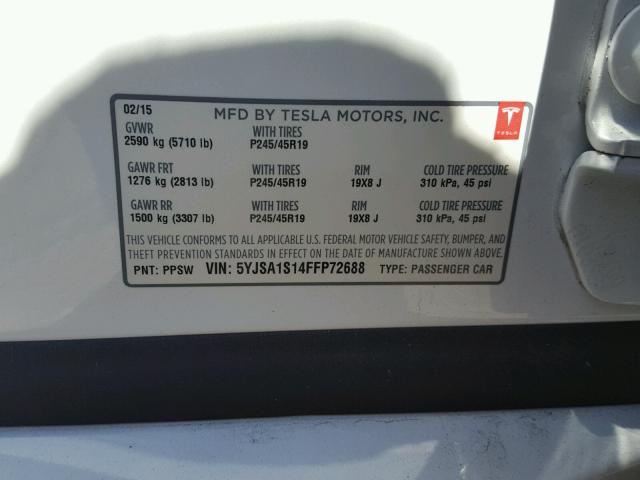 02/15 MFD BY TESLA MOTORS, INC.
GVWR WITH TIRES
2590 kg (5710 lb) P245/45R19
TESLA
GAWR FRT WITH TIRES RIM COLD TIRE PRESSURE
1276 kg (2813 lb) P245/45R19 19X8 J 310 kPa, 45 psi
GAWR RR WITH TIRES RIM COLD TIRE PRESSURE
1500 kg (3307 lb) P245/45R19 19X8 J 310 kPa, 45 psi
THIS VEHICLE CONFORMS TO ALL APPLICABLE U.S. FEDERAL MOTOR VEHICLE SAFETY, BUMPER, AND
THEFT PREVENTION STANDARDS IN EFFECT ON THE DATE OF MANUFACTURE SHOWN ABOVE.
PNT: PPSW VIN: 5YJSA1S14FFP72688 TYPE: PASSENGER CAR